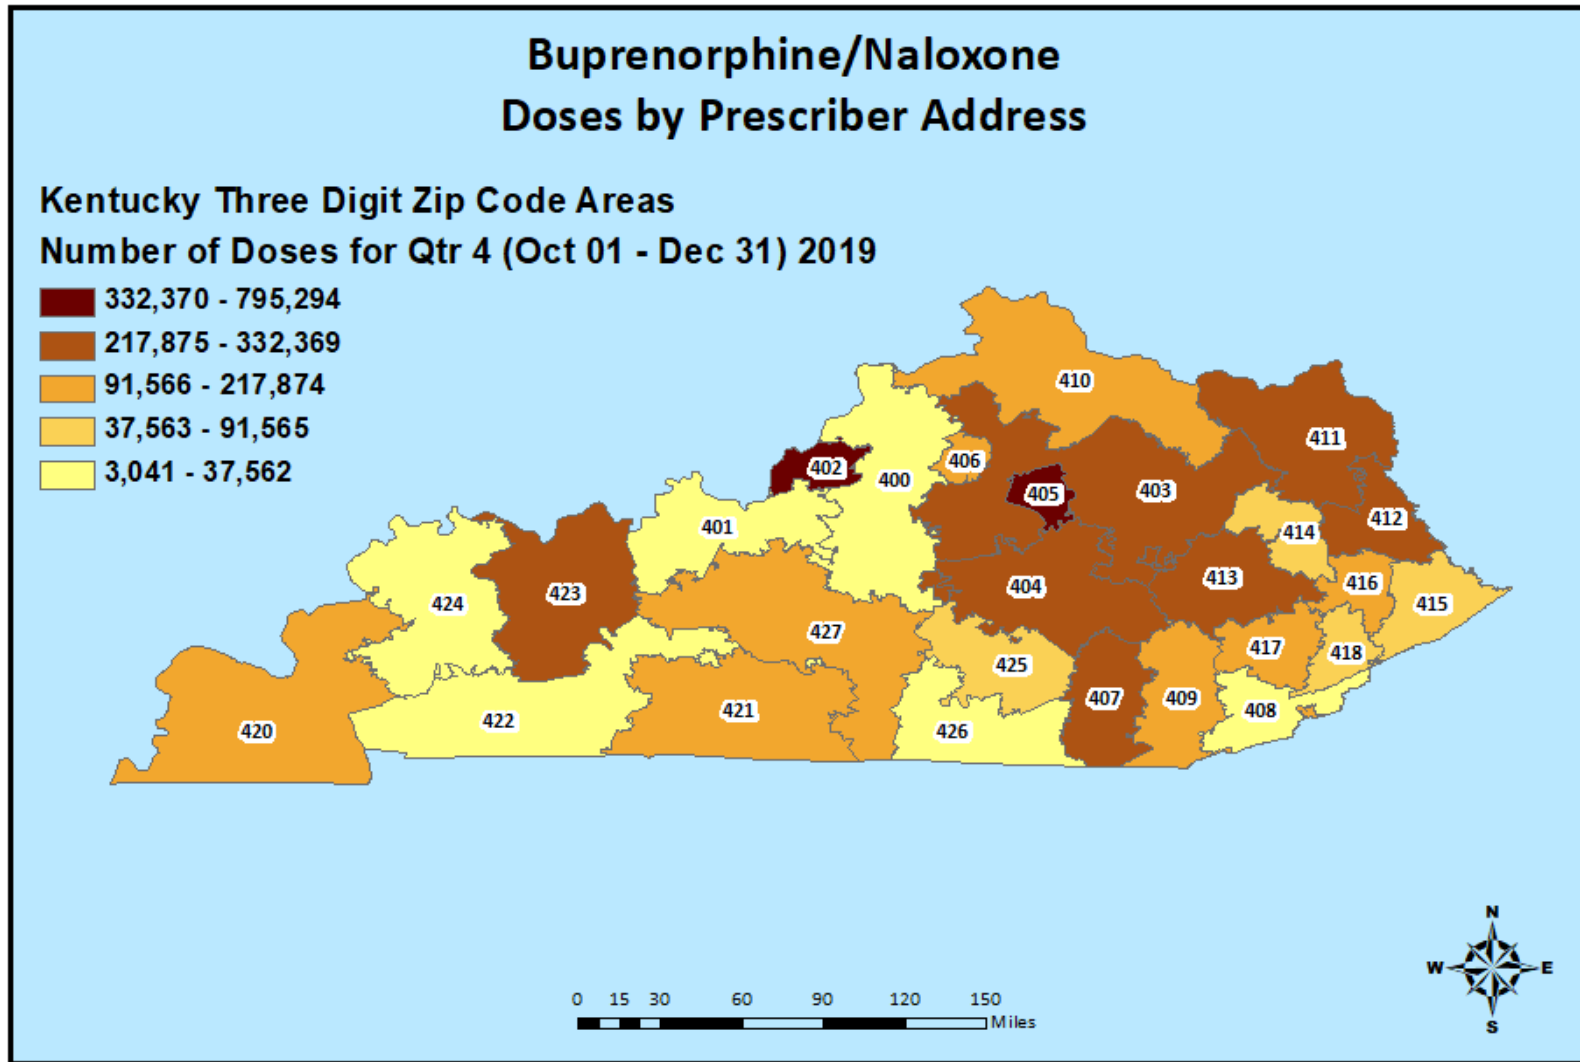 Buprenorphine/Naloxone
Doses by Prescriber Address
Kentucky Three Digit Zip Code Areas
Number of Doses for Qtr 4 (Oct 01 - Dec 31) 2019
332,370 - 795,294
217,875 - 332,369
91,566 - 217,874
37,563 - 91,565
3,041 - 37,562
410
411
406
402
400
405
403
412
401
414
413
404
416
415
423
424
427
417
418
425
407
409
408
421
422
426
420
N
W E
S
0 15 30 60 90 120 150
Miles